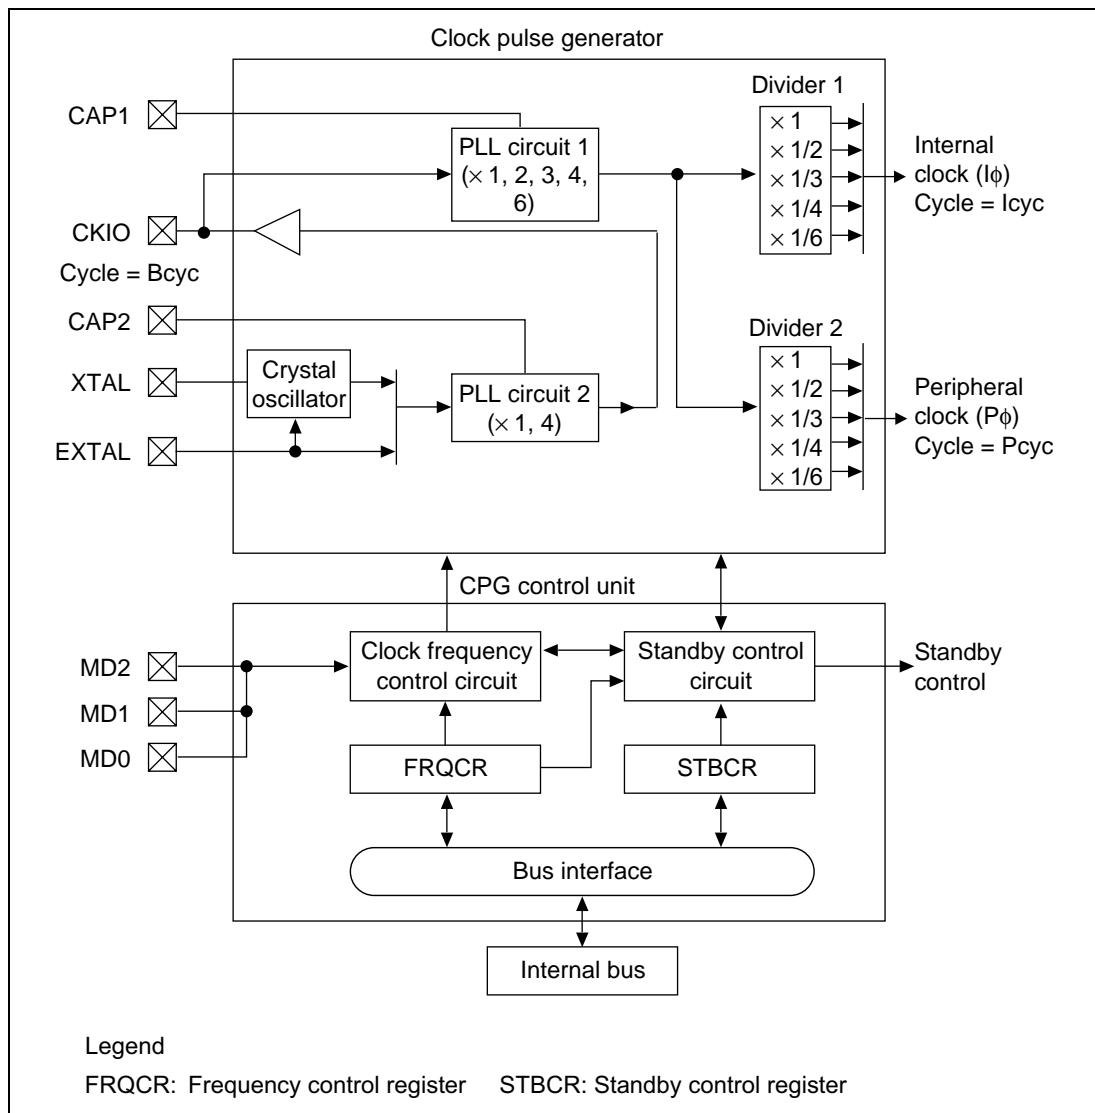 Clock pulse generator
CAP1
CKIO
Cycle = Bcyc
CAP2
XTAL
EXTAL
PLL circuit 1
(× 1, 2, 3, 4,
6)
Crystal
oscillator
PLL circuit 2
(× 1, 4)
Divider 1
× 1
× 1/2
× 1/3
× 1/4
× 1/6
Internal
clock (Iϕ)
Cycle = Icyc
Divider 2
× 1
× 1/2
× 1/3
× 1/4
× 1/6
Peripheral
clock (Pϕ)
Cycle = Pcyc
CPG control unit
MD2
MD1
MD0
Clock frequency
control circuit
Standby control
circuit
Standby
control
FRQCR
STBCR
Bus interface
Internal bus
Legend
FRQCR: Frequency control register STBCR: Standby control register